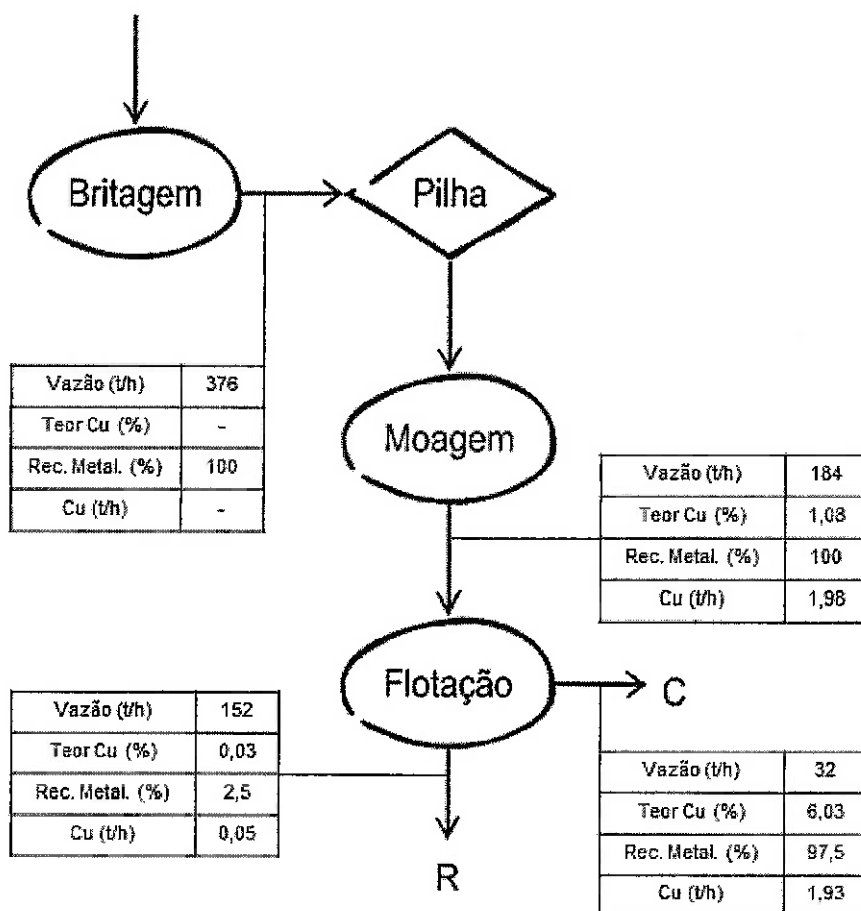 Britagem
Pilha
Vazão (t/h) 376
Teor Cu (%) -
Rec. Metal. (%) 100
Cu (t/h) -
Moagem
Vazão (t/h) 184
Teor Cu (%) 1,08
Rec. Metal. (%) 100
Cu (t/h) 1,98
Flotação
C
Vazão (t/h) 152
Teor Cu (%) 0,03
Rec. Metal. (%) 2,5
Cu (t/h) 0,05
R
Vazão (t/h) 32
Teor Cu (%) 6,03
Rec. Metal. (%) 97,5
Cu (t/h) 1,93